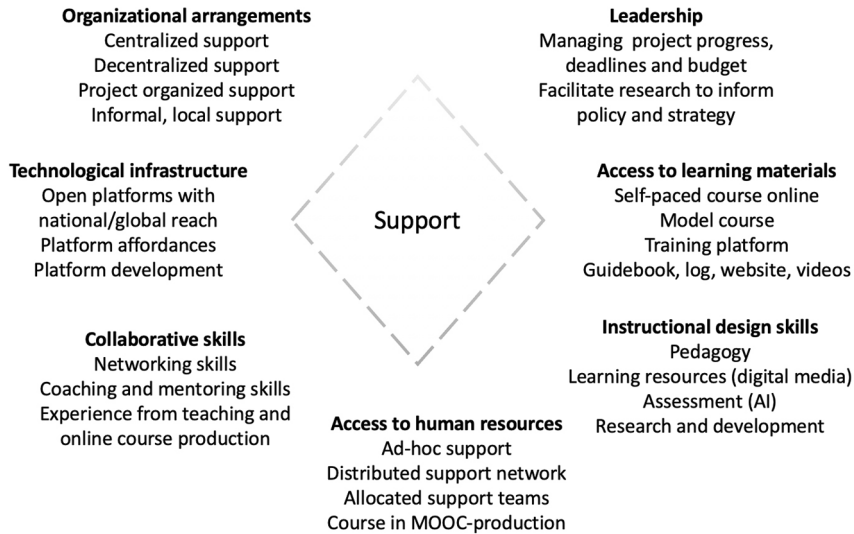 Organizational arrangements
Centralized support
Decentralized support
Project organized support
Informal, local support
Leadership
Managing project progress,
deadlines and budget
Facilitate research to inform
policy and strategy
Technological infrastructure
Open platforms with
national/global reach
Platform affordances
Platform development
Support
Access to learning materials
Self-paced course online
Model course
Training platform
Guidebook, log, website, videos
Collaborative skills
Networking skills
Coaching and mentoring skills
Experience from teaching and
online course production
Instructional design skills
Pedagogy
Learning resources (digital media)
Assessment (AI)
Research and development
Access to human resources
Ad-hoc support
Distributed support network
Allocated support teams
Course in MOOC-production